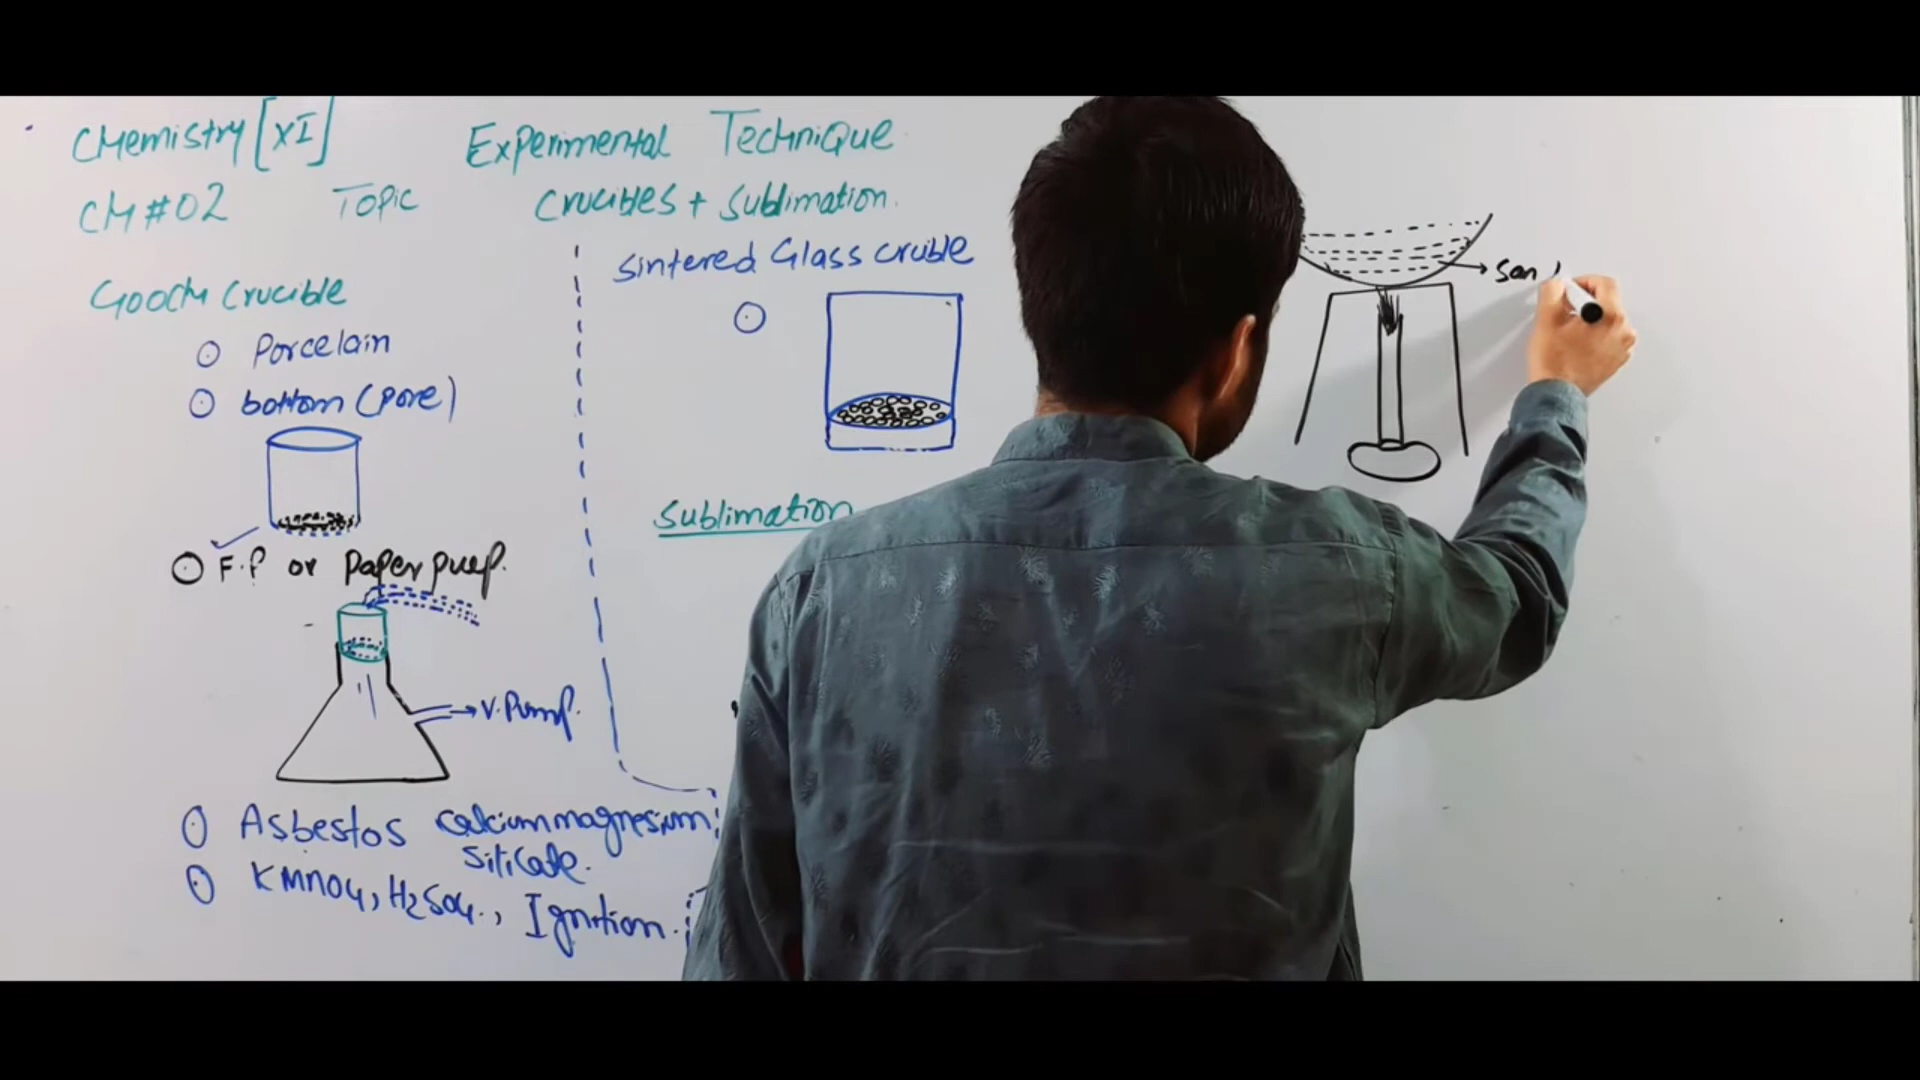 Chemistry [XI]
Experimental Technique
CH#02
Topic
Crucibles + Sublimation.
Gooch Crucible
Porcelain
bottom (pore)
F.P or Paper pulp.
V. Pump.
Asbestos calcium magnesium
silicate.
KMnO4, H2SO4., Ignition.
Sintered Glass cruble
Sublimation
San